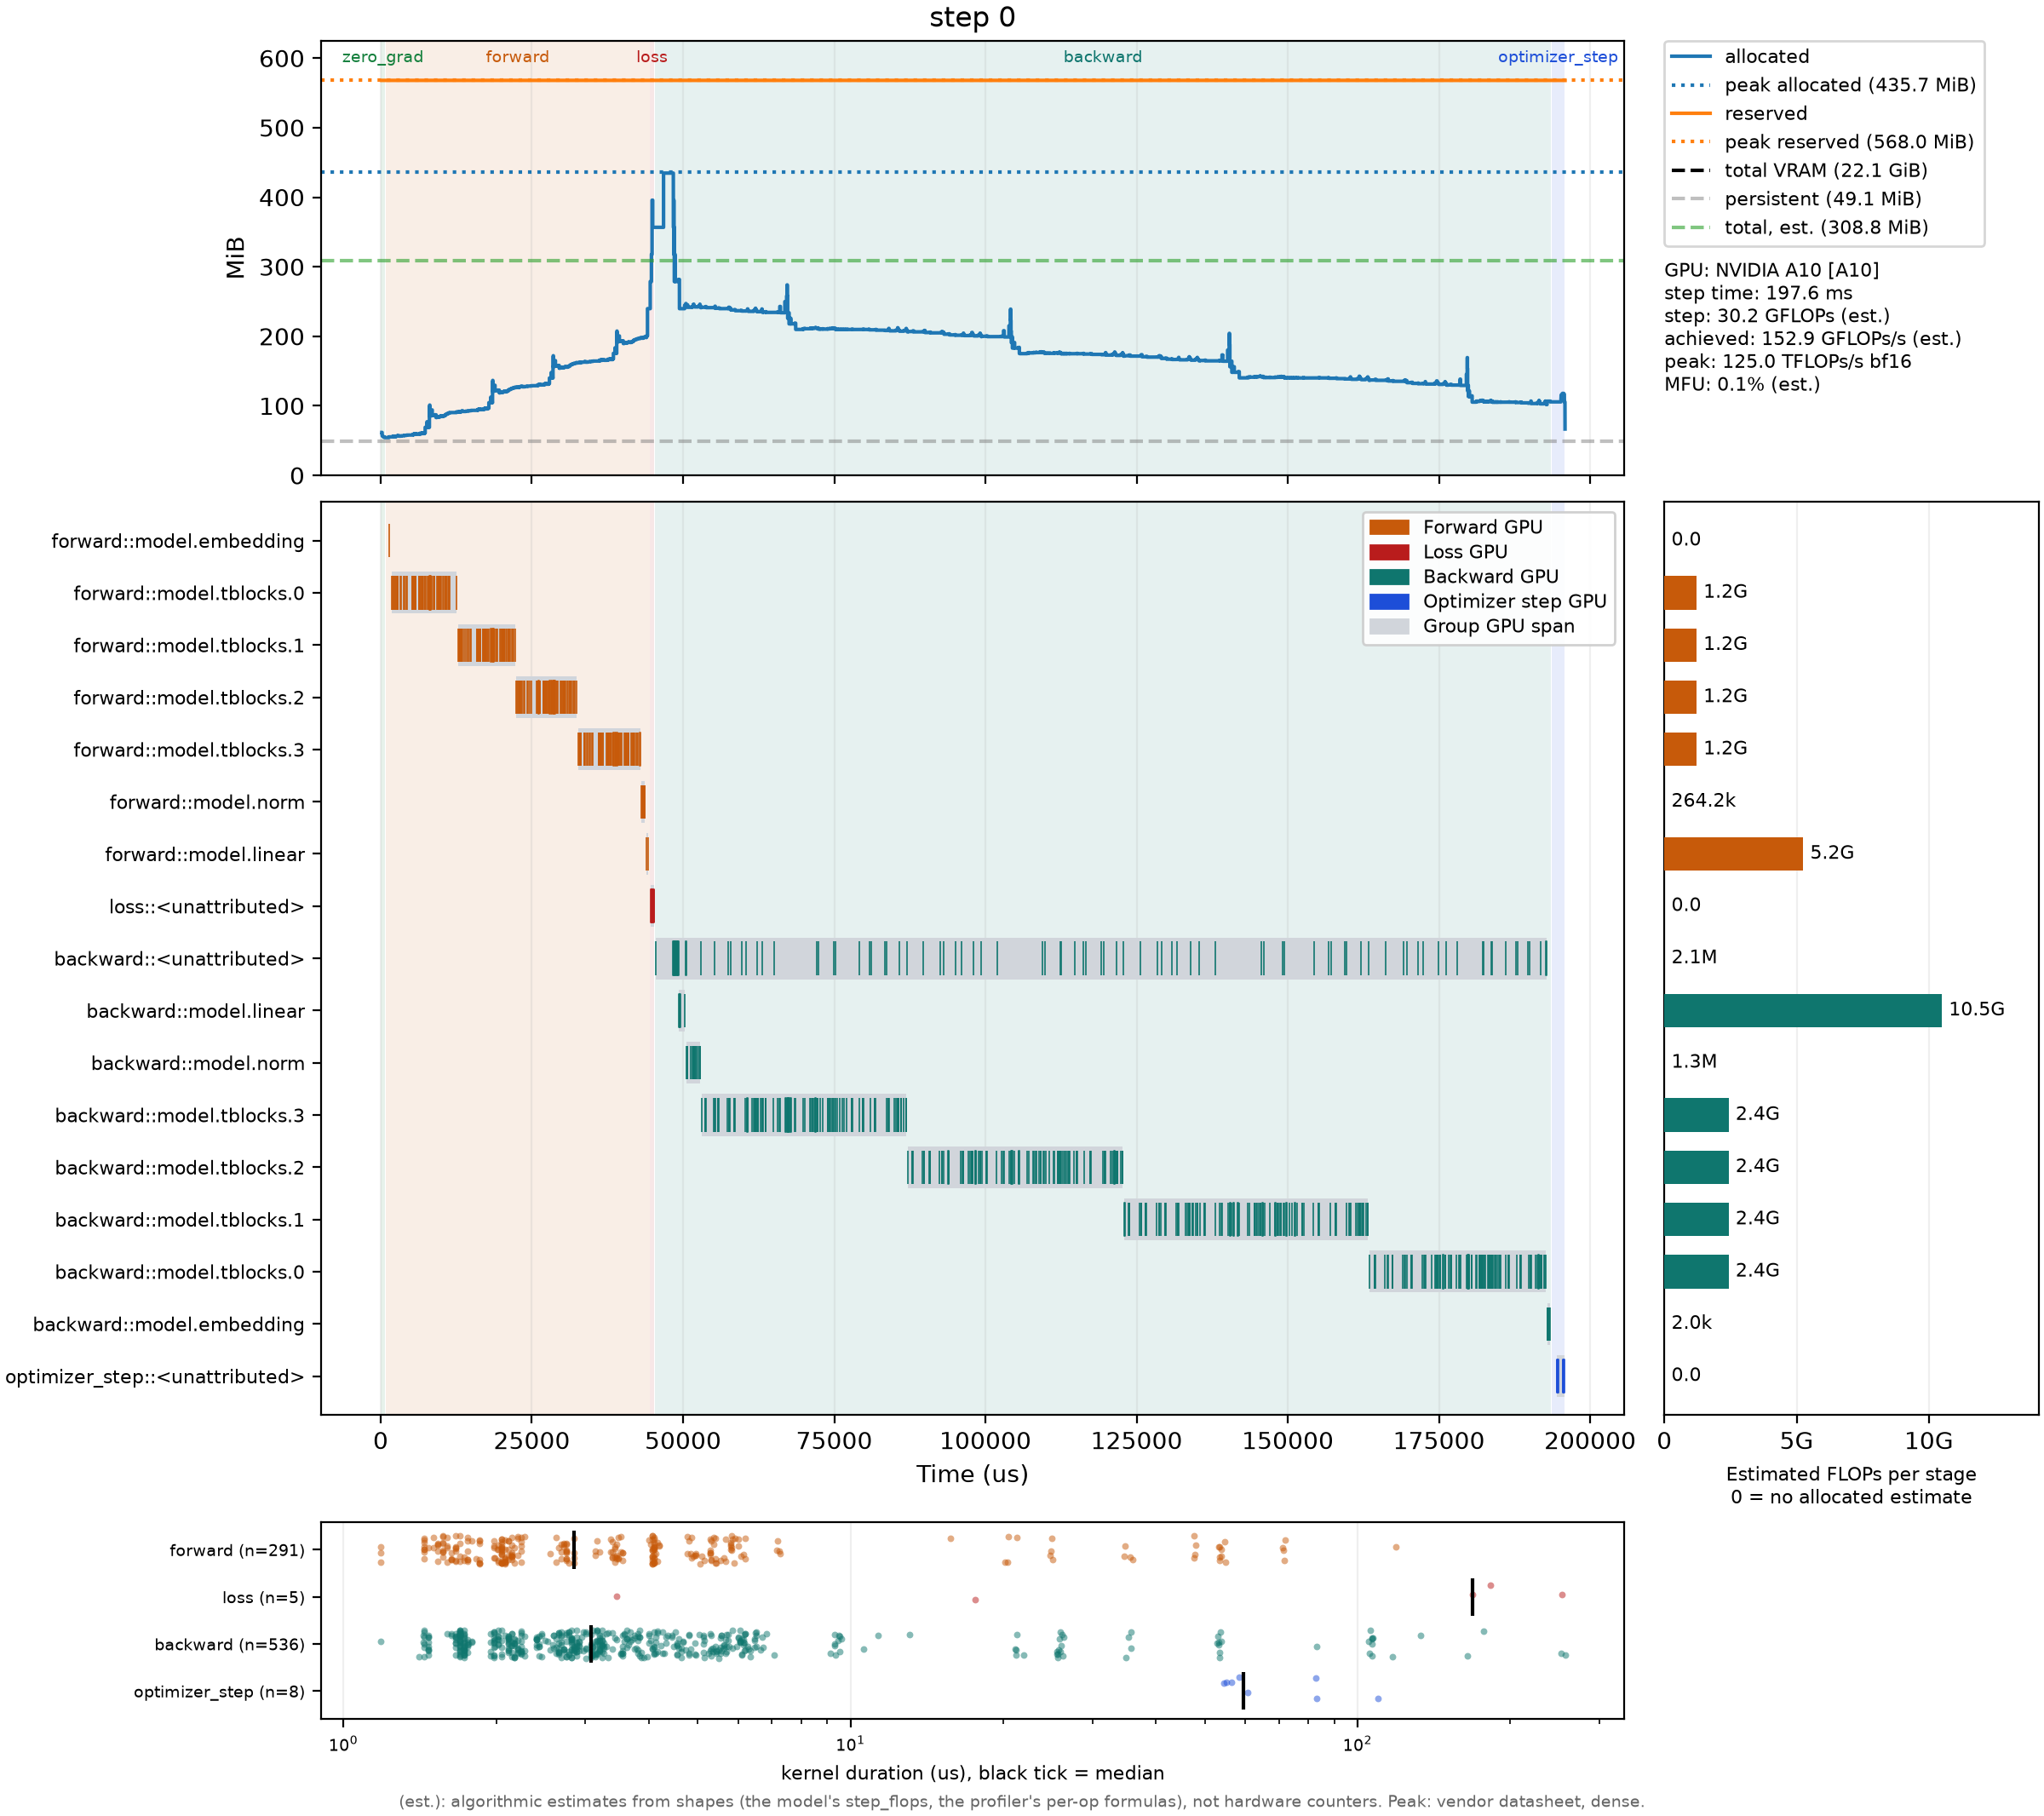 step 0
zero_grad
forward
loss
backward
optimizer_step
600
500
400
300
200
100
0
MiB
allocated
peak allocated (435.7 MiB)
reserved
peak reserved (568.0 MiB)
total VRAM (22.1 GiB)
persistent (49.1 MiB)
total, est. (308.8 MiB)
GPU: NVIDIA A10 [A10]
step time: 197.6 ms
step: 30.2 GFLOPs (est.)
achieved: 152.9 GFLOPs/s (est.)
peak: 125.0 TFLOPs/s bf16
MFU: 0.1% (est.)
Forward GPU
Loss GPU
Backward GPU
Optimizer step GPU
Group GPU span
forward::model.embedding
0.0
forward::model.tblocks.0
1.2G
forward::model.tblocks.1
1.2G
forward::model.tblocks.2
1.2G
forward::model.tblocks.3
1.2G
forward::model.norm
264.2k
forward::model.linear
5.2G
loss::<unattributed>
0.0
backward::<unattributed>
2.1M
backward::model.linear
10.5G
backward::model.norm
1.3M
backward::model.tblocks.3
2.4G
backward::model.tblocks.2
2.4G
backward::model.tblocks.1
2.4G
backward::model.tblocks.0
2.4G
backward::model.embedding
2.0k
optimizer_step::<unattributed>
0.0
0 25000 50000 75000 100000 125000 150000 175000 200000
Time (us)
0 5G 10G
Estimated FLOPs per stage
0 = no allocated estimate
forward (n=291)
loss (n=5)
backward (n=536)
optimizer_step (n=8)
10⁰ 10¹ 10²
kernel duration (us), black tick = median
(est.): algorithmic estimates from shapes (the model's step_flops, the profiler's per-op formulas), not hardware counters. Peak: vendor datasheet, dense.